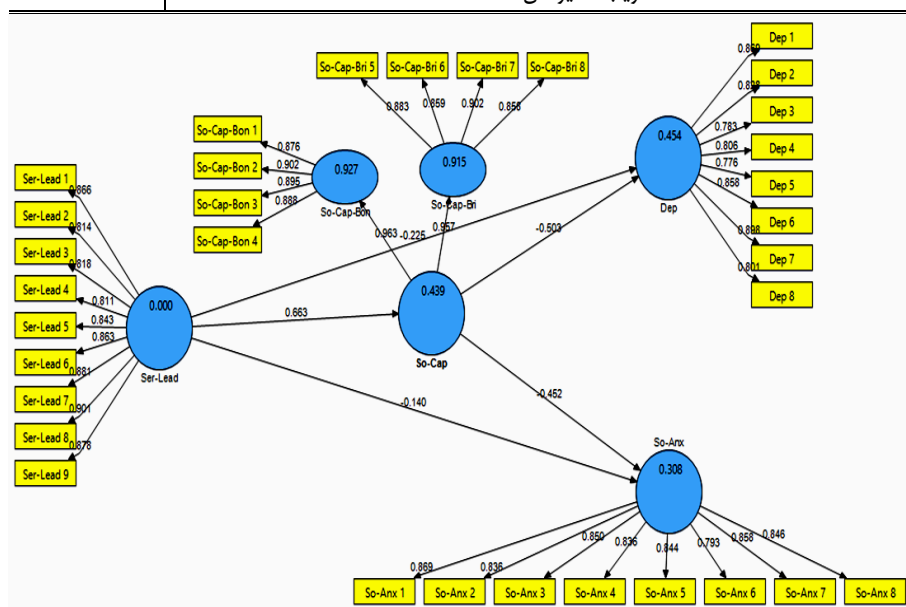 So-Cap-Bri 5 So-Cap-Bri 6 So-Cap-Bri 7 So-Cap-Bri 8
0.883 0.859 0.902
0.915
So-Cap-Bri
So-Cap-Bon 1
So-Cap-Bon 2
So-Cap-Bon 3
So-Cap-Bon 4
0.876
0.902
0.895
0.888
0.927
So-Cap-Bon
0.963
0.957
Ser-Lead 1
Ser-Lead 2
Ser-Lead 3
Ser-Lead 4
Ser-Lead 5
Ser-Lead 6
Ser-Lead 7
Ser-Lead 8
Ser-Lead 9
0.866
0.814
0.818
0.811
0.843
0.863
0.881
0.901
0.878
0.000
Ser-Lead
0.663
-0.225
-0.140
0.439
So-Cap
-0.503
-0.452
0.454
Dep
0.783
0.806
0.776
0.858
0.801
Dep 1
Dep 2
Dep 3
Dep 4
Dep 5
Dep 6
Dep 7
Dep 8
So-Anx
0.308
0.869 0.836 0.850 0.836 0.844 0.793 0.858 0.846
So-Anx 1 So-Anx 2 So-Anx 3 So-Anx 4 So-Anx 5 So-Anx 6 So-Anx 7 So-Anx 8